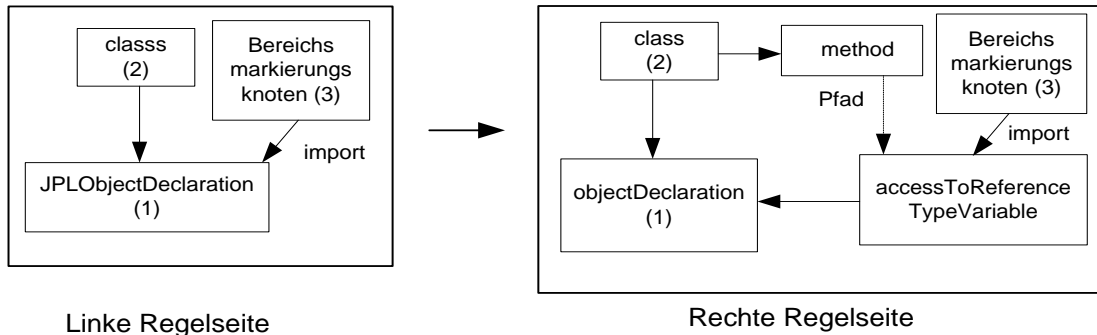 classs
(2)
Bereichs
markierungs
knoten (3)
import
JPLObjectDeclaration
(1)
Linke Regelseite
class
(2)
method
Bereichs
markierungs
knoten (3)
Pfad
import
objectDeclaration
(1)
accessToReference
TypeVariable
Rechte Regelseite